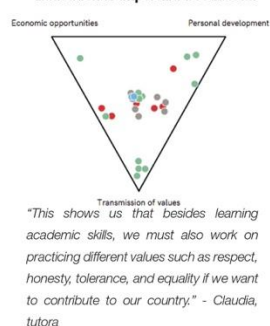 Economic opportunities Personal development
Transmission of values
“This shows us that besides learning
academic skills, we must also work on
practicing different values such as respect,
honesty, tolerance, and equality if we want
to contribute to our country.” - Claudia,
tutora